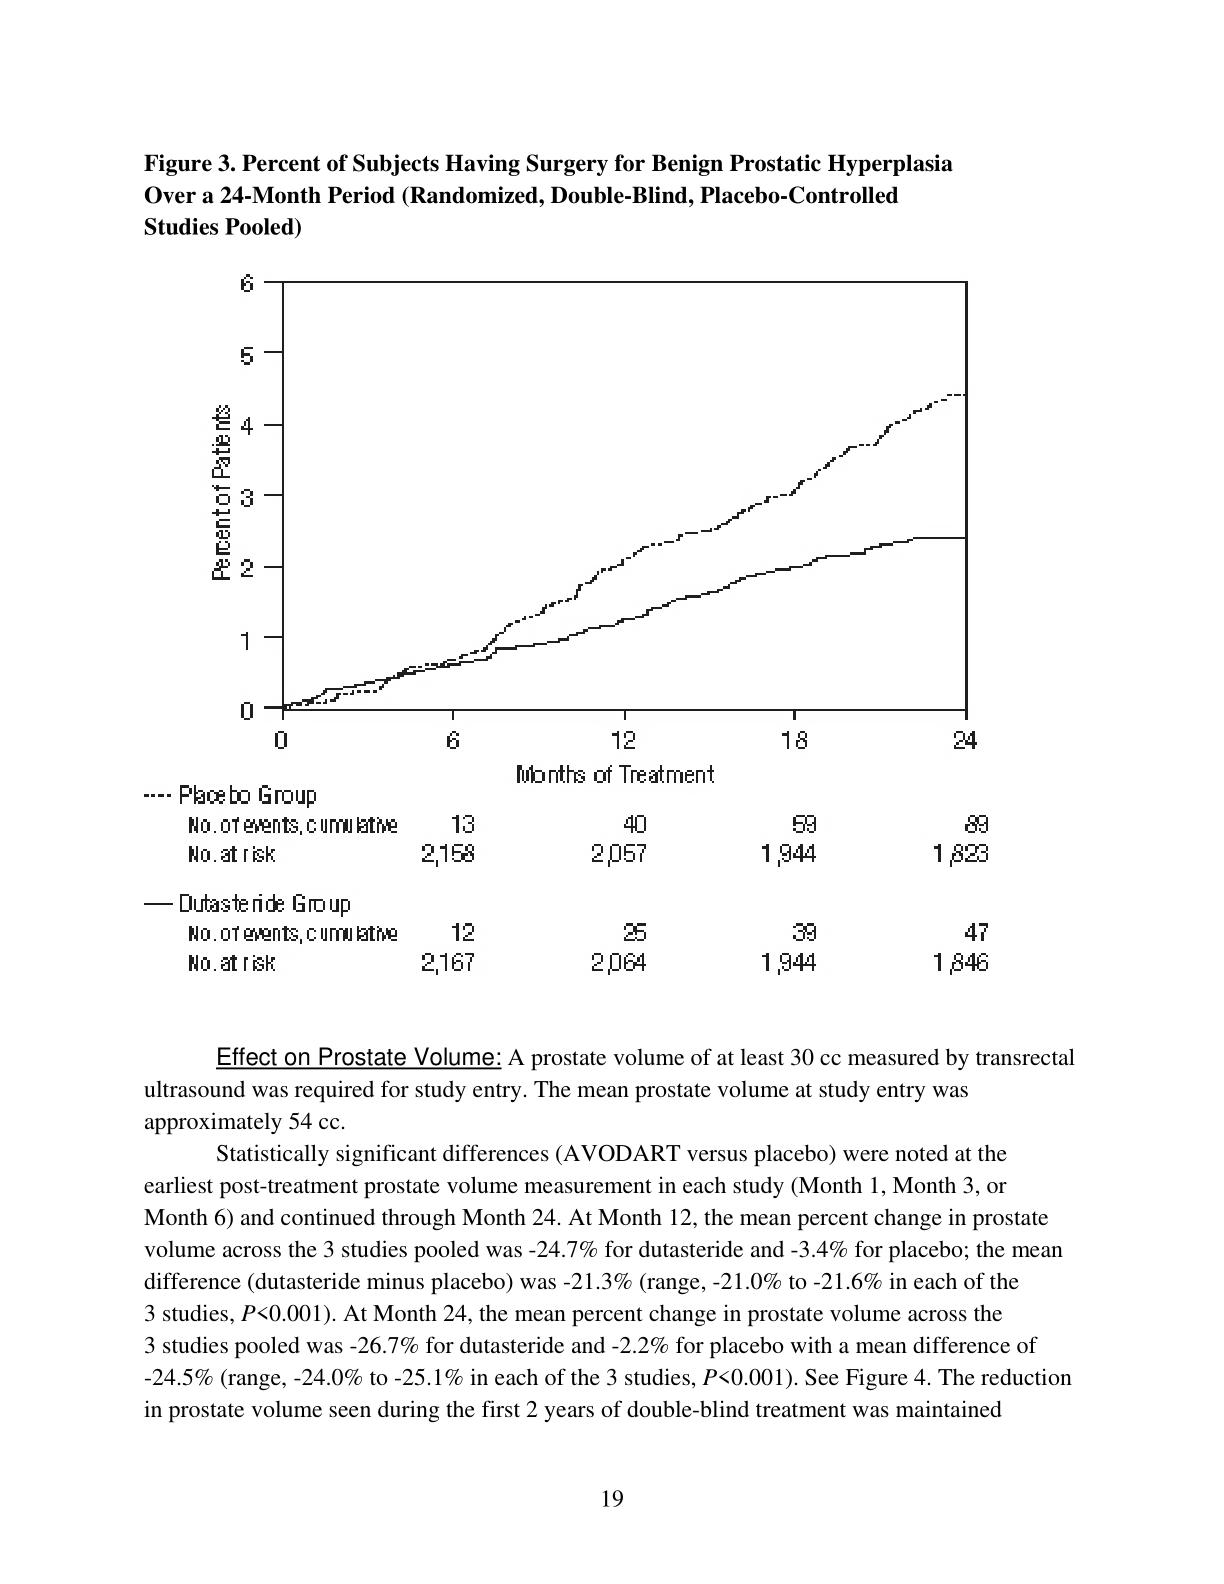 Figure 3. Percent of Subjects Having Surgery for Benign Prostatic Hyperplasia
Over a 24-Month Period (Randomized, Double-Blind, Placebo-Controlled
Studies Pooled)
6
5
4
3
2
1
0
Percent of Patients
0 6 12 18 24
Months of Treatment
---- Placebo Group
No. of events, cumulative 13 40 59 89
No. at risk 2,158 2,057 1,944 1,823
— Dutasteride Group
No. of events, cumulative 12 25 39 47
No. at risk 2,167 2,064 1,944 1,846
Effect on Prostate Volume: A prostate volume of at least 30 cc measured by transrectal
ultrasound was required for study entry. The mean prostate volume at study entry was
approximately 54 cc.
Statistically significant differences (AVODART versus placebo) were noted at the
earliest post-treatment prostate volume measurement in each study (Month 1, Month 3, or
Month 6) and continued through Month 24. At Month 12, the mean percent change in prostate
volume across the 3 studies pooled was -24.7% for dutasteride and -3.4% for placebo; the mean
difference (dutasteride minus placebo) was -21.3% (range, -21.0% to -21.6% in each of the
3 studies, P<0.001). At Month 24, the mean percent change in prostate volume across the
3 studies pooled was -26.7% for dutasteride and -2.2% for placebo with a mean difference of
-24.5% (range, -24.0% to -25.1% in each of the 3 studies, P<0.001). See Figure 4. The reduction
in prostate volume seen during the first 2 years of double-blind treatment was maintained
19